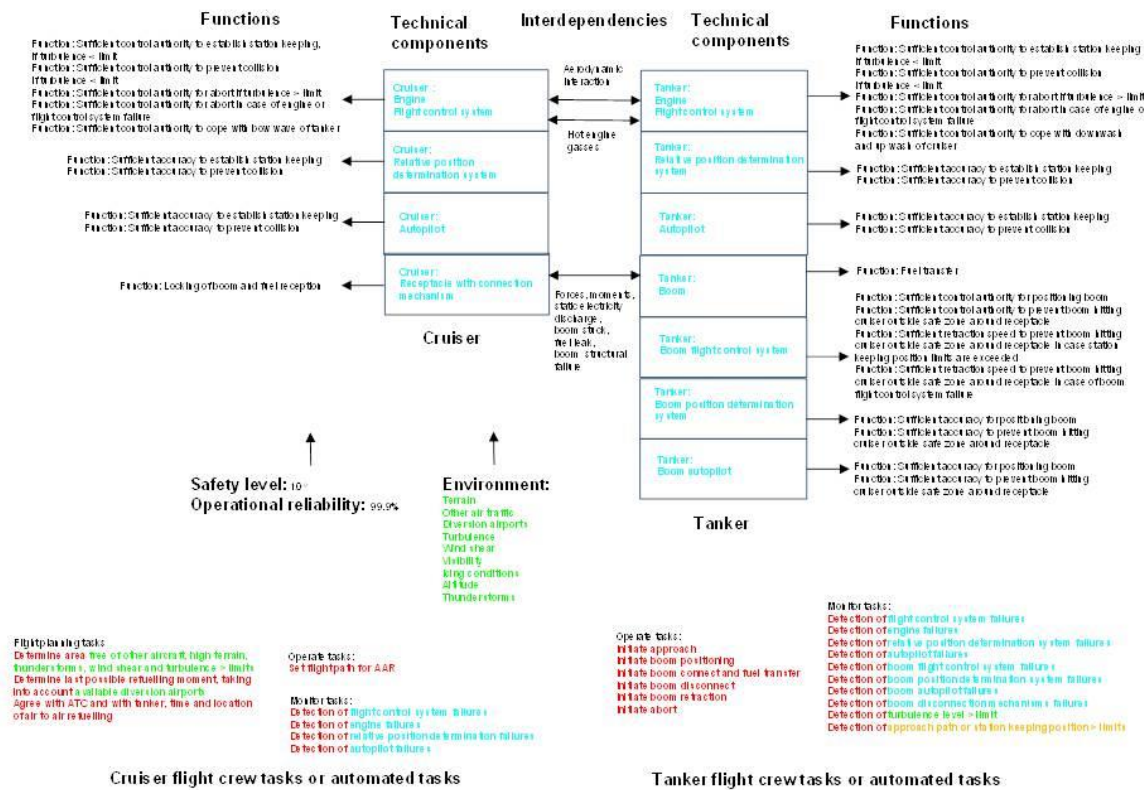 Functions
Technical
components
Interdependencies
Technical
components
Functions
Function: Sufficient control authority to establish station keeping,
if turbulence < limit
Function: Sufficient control authority to prevent collision
if turbulence < limit
Function: Sufficient control authority for abort if turbulence > limit
Function: Sufficient control authority for abort in case of engine or
flight control system failure
Function: Sufficient control authority to cope with bow wave of tanker
Function: Sufficient accuracy to establish station keeping
Function: Sufficient accuracy to prevent collision
Function: Sufficient accuracy to establish station keeping
Function: Sufficient accuracy to prevent collision
Function: Locking of boom and fuel reception
Cruiser :
Engine
Flight control system
Cruiser:
Relative position
determination system
Cruiser:
Autopilot
Cruiser:
Receptacle with connection
mechanism
Cruiser
Aerodynamic
interaction
Hot engine
gasses
Forces, moments,
static electricity
discharge,
boom stuck,
fuel leak,
boom structural
failure
Tanker:
Engine
Flight control system
Tanker:
Relative position determination
system
Tanker:
Autopilot
Tanker:
Boom
Tanker:
Boom flight control system
Tanker:
Boom position determination
system
Tanker:
Boom autopilot
Tanker
Function: Sufficient control authority to establish station keeping
if turbulence < limit
Function: Sufficient control authority to prevent collision
if turbulence < limit
Function: Sufficient control authority for abort if turbulence > limit
Function: Sufficient control authority for abort in case of engine or
flight control system failure
Function: Sufficient control authority to cope with downwash
and up wash of cruiser
Function: Sufficient accuracy to establish station keeping
Function: Sufficient accuracy to prevent collision
Function: Sufficient accuracy to establish station keeping
Function: Sufficient accuracy to prevent collision
Function: Fuel transfer
Function: Sufficient control authority for positioning boom
Function: Sufficient control authority to prevent boom hitting
cruiser outside safe zone around receptacle
Function: Sufficient retraction speed to prevent boom hitting
cruiser outside safe zone around receptacle in case station
keeping position limits are exceeded
Function: Sufficient retraction speed to prevent boom hitting
cruiser outside safe zone around receptacle in case of boom
flight control system failure
Function: Sufficient accuracy for positioning boom
Function: Sufficient accuracy to prevent boom hitting
cruiser outside safe zone around receptacle
Function: Sufficient accuracy for positioning boom
Function: Sufficient accuracy to prevent boom hitting
cruiser outside safe zone around receptacle
Safety level: 10
Operational reliability: 99.9%
Environment:
Terrain
Other air traffic
Diversion airports
Turbulence
Wind shear
Visibility
Icing conditions
Altitude
Thunderstorms
Flight planning tasks
Determine area free of other aircraft, high terrain,
thunderstorms, wind shear and turbulence > limits
Determine last possible refuelling moment, taking
into account available diversion airports
Agree with ATC and with tanker, time and location
of air to air refuelling
Operate tasks:
Set flightpath for AAR
Monitor tasks:
Detection of flight control system failures
Detection of engine failures
Detection of relative position determination failures
Detection of autopilot failures
Cruiser flight crew tasks or automated tasks
Operate tasks:
Initiate approach
Initiate boom positioning
Initiate boom connect and fuel transfer
Initiate boom disconnect
Initiate boom retraction
Initiate abort
Monitor tasks:
Detection of flight control system failures
Detection of engine failures
Detection of relative position determination system failures
Detection of autopilot failures
Detection of boom flight control system failures
Detection of boom position determination system failures
Detection of boom autopilot failures
Detection of boom disconnection mechanisms failures
Detection of turbulence level > limit
Detection of approach path or station keeping position > limits
Tanker flight crew tasks or automated tasks